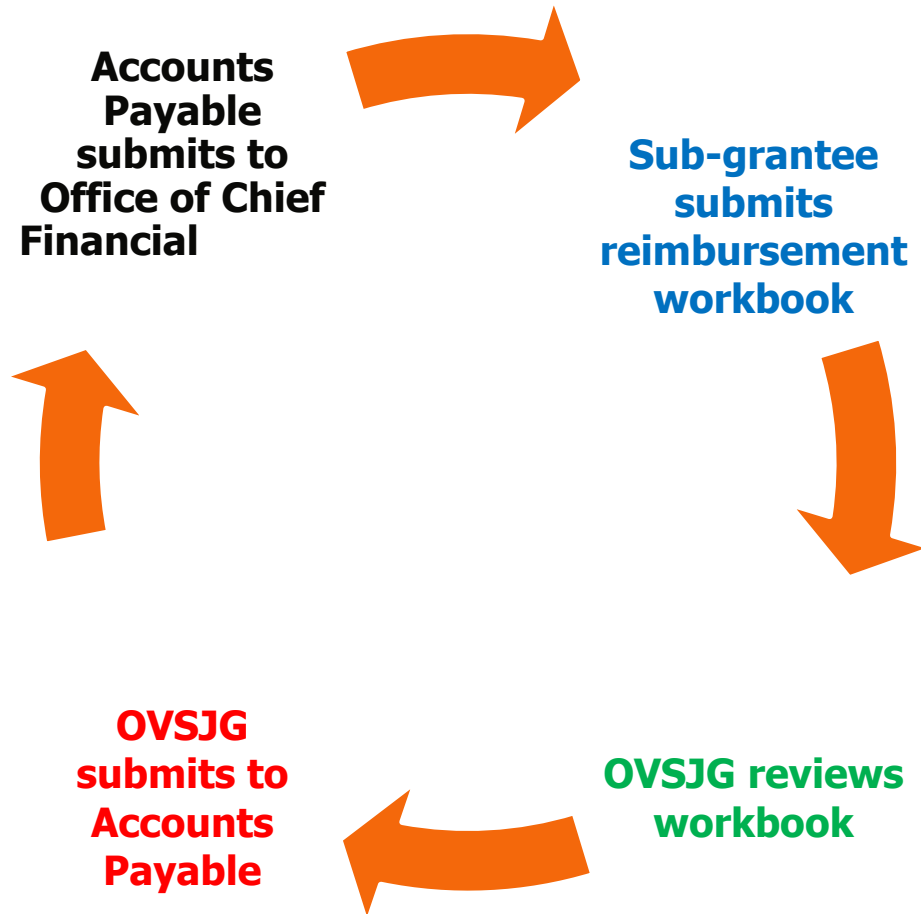 Accounts
Payable
submits to
Office of Chief
Financial
Sub-grantee
submits
reimbursement
workbook
OVSJG
submits to
Accounts
Payable
OVSJG reviews
workbook